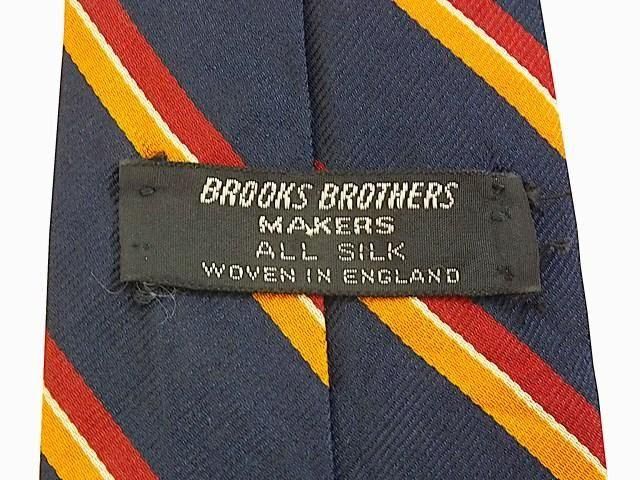 BROOKS BROTHERS
MAKERS
ALL SILK
WOVEN IN ENGLAND